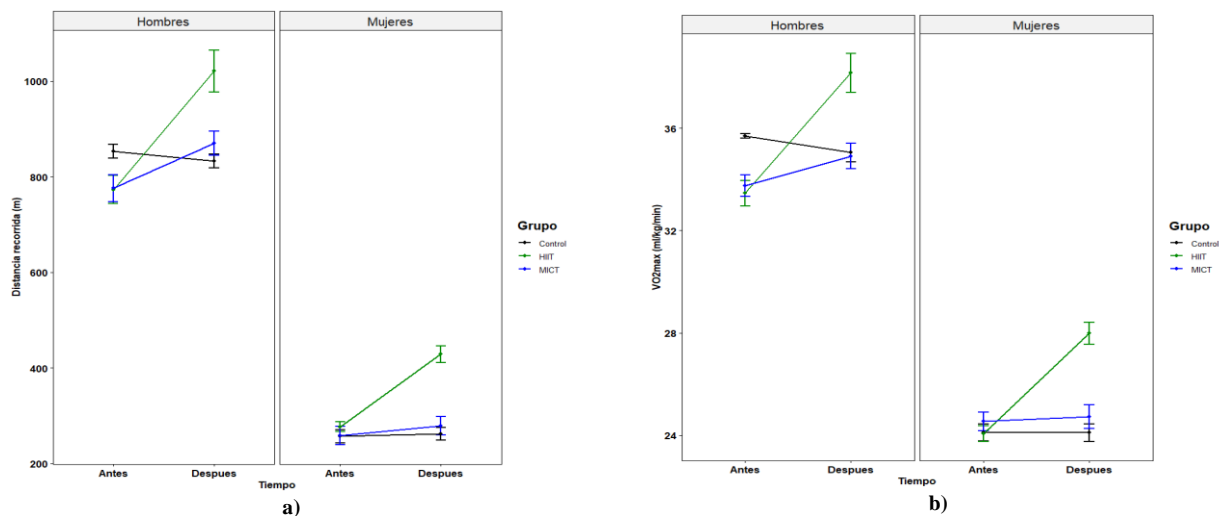 Hombres
Mujeres
Distancia recorrida (m)
1000
800
600
400
200
Antes
Despues
Antes
Despues
Tiempo
Grupo
Control
HIIT
MICT
a)
Hombres
Mujeres
VO2max (ml/kg/min)
36
32
28
24
Antes
Despues
Antes
Despues
Tiempo
Grupo
Control
HIIT
MICT
b)